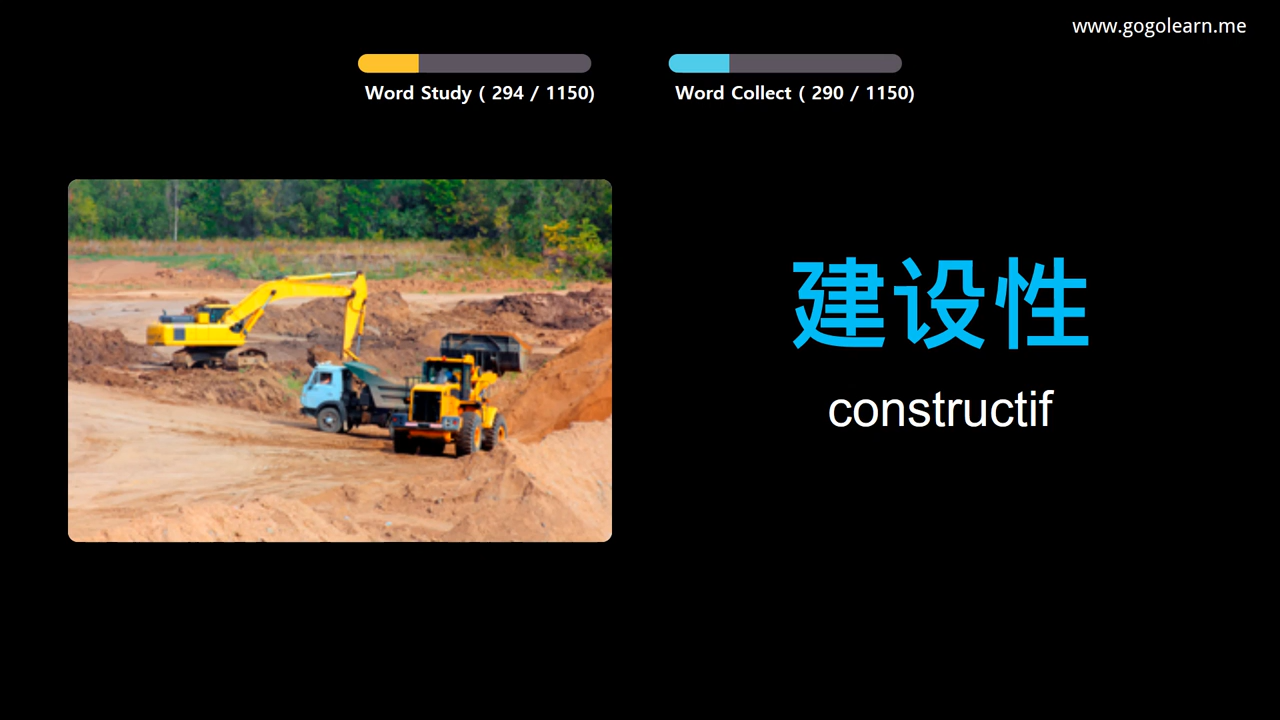 www.gogolearn.me
Word Study ( 294 / 1150)
Word Collect ( 290 / 1150)
建设性
constructif